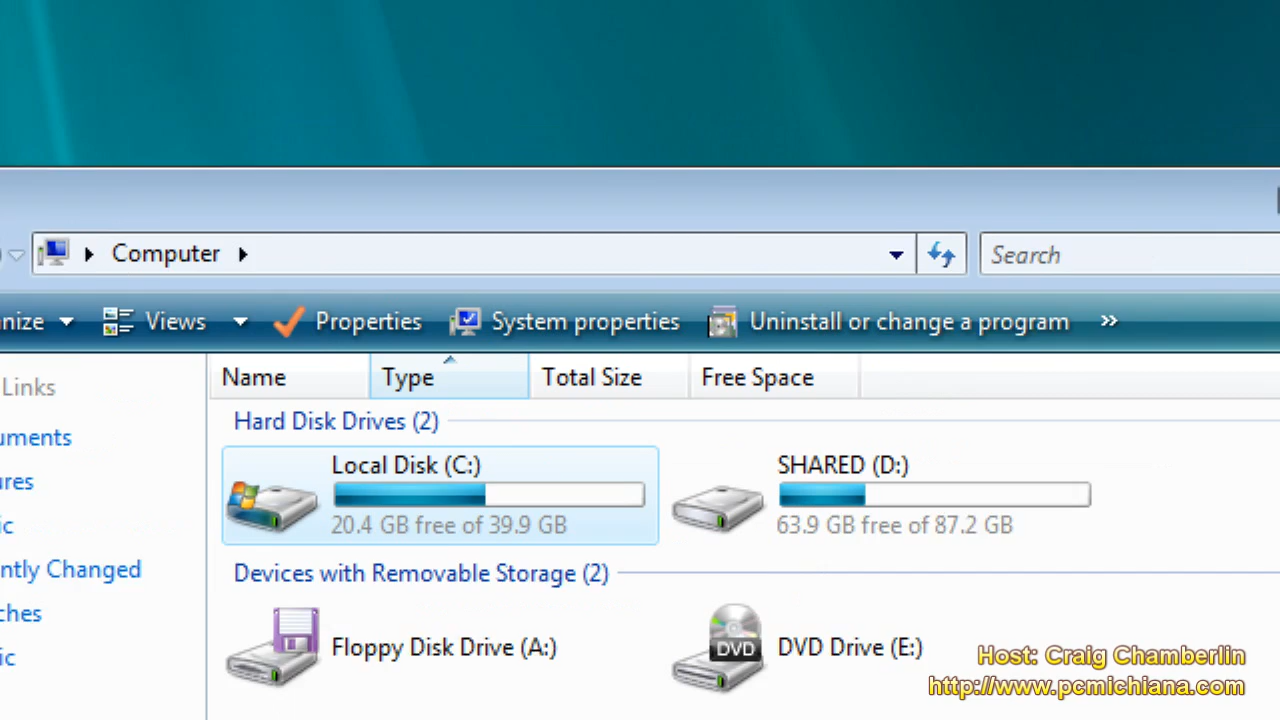 Computer
Search
nize Views Properties System properties Uninstall or change a program »
Links
Name Type Total Size Free Space
Hard Disk Drives (2)
uments
Local Disk (C:) SHARED (D:)
ures
20.4 GB free of 39.9 GB 63.9 GB free of 87.2 GB
ic
ntly Changed
Devices with Removable Storage (2)
ches
Floppy Disk Drive (A:) DVD DVD Drive (E:)
ic
Host: Craig Chamberlin
http://www.pcmichiana.com